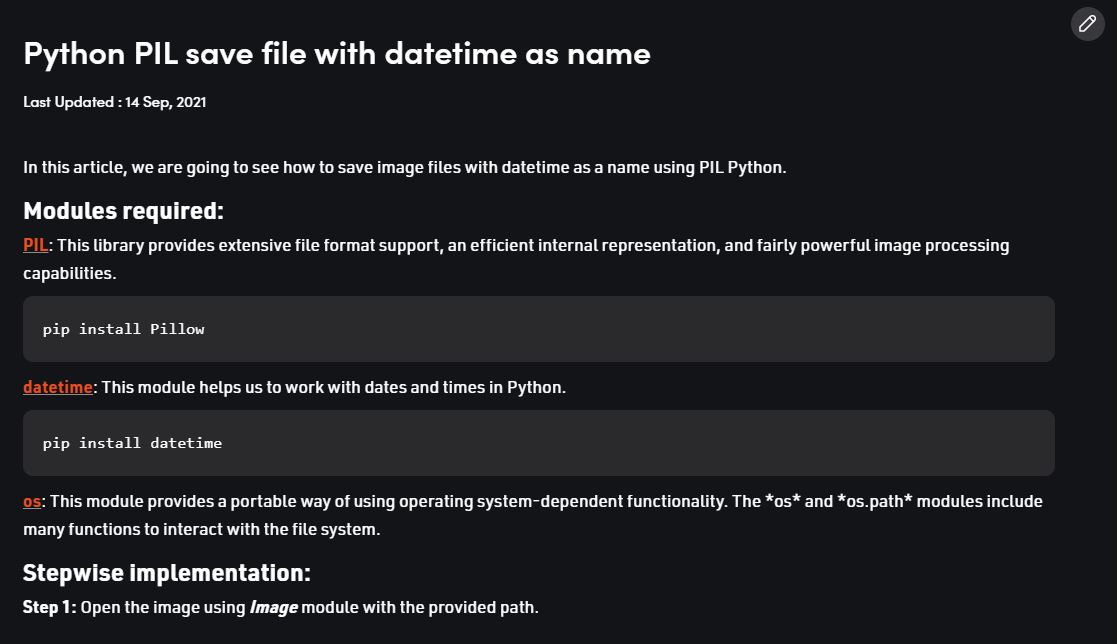 Python PIL save file with datetime as name
Last Updated : 14 Sep, 2021
In this article, we are going to see how to save image files with datetime as a name using PIL Python.
Modules required:
PIL: This library provides extensive file format support, an efficient internal representation, and fairly powerful image processing
capabilities.
pip install Pillow
datetime: This module helps us to work with dates and times in Python.
pip install datetime
os: This module provides a portable way of using operating system-dependent functionality. The *os* and *os.path* modules include
many functions to interact with the file system.
Stepwise implementation:
Step 1: Open the image using Image module with the provided path.